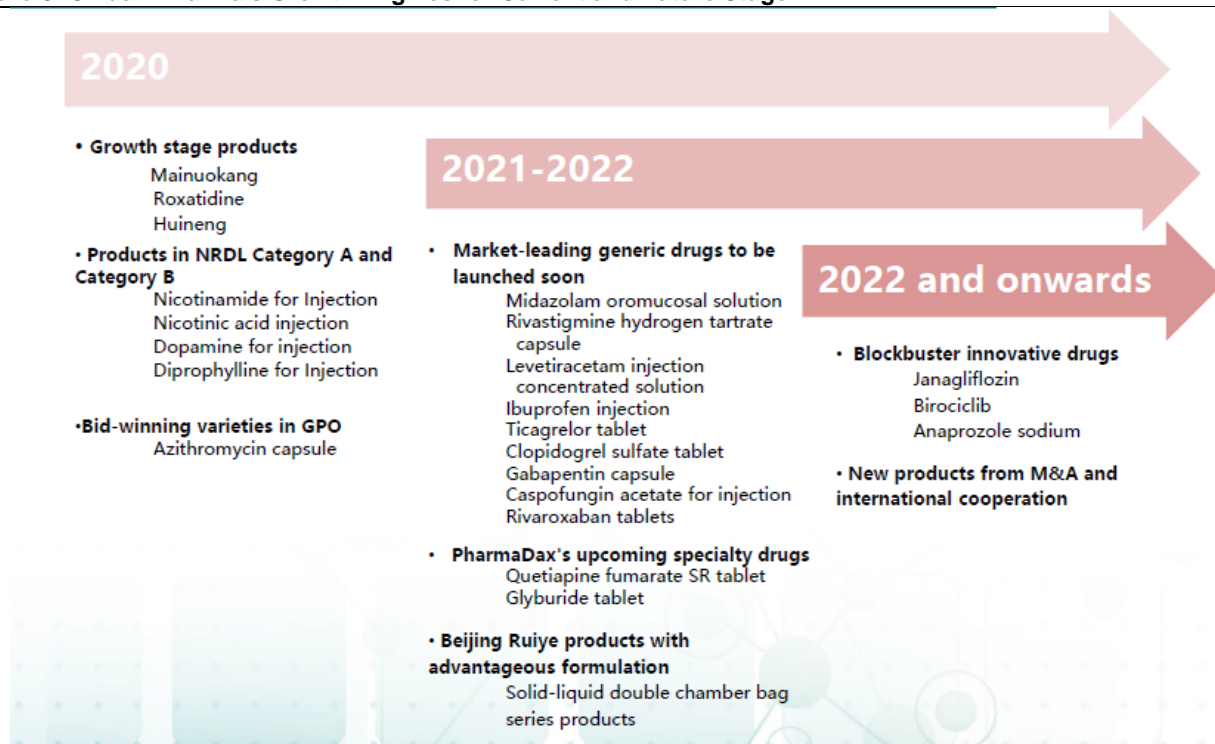 2020
• Growth stage products
Mainuokang
Roxatidine
Huineng
• Products in NRDL Category A and
Category B
Nicotinamide for Injection
Nicotinic acid injection
Dopamine for injection
Diprophylline for Injection
•Bid-winning varieties in GPO
Azithromycin capsule
2021-2022
• Market-leading generic drugs to be
launched soon
Midazolam oromucosal solution
Rivastigmine hydrogen tartrate
capsule
Levetiracetam injection
concentrated solution
Ibuprofen injection
Ticagrelor tablet
Clopidogrel sulfate tablet
Gabapentin capsule
Caspofungin acetate for injection
Rivaroxaban tablets
• PharmaDax's upcoming specialty drugs
Quetiapine fumarate SR tablet
Glyburide tablet
• Beijing Ruiye products with
advantageous formulation
Solid-liquid double chamber bag
series products
2022 and onwards
• Blockbuster innovative drugs
Janagliflozin
Birociclib
Anaprozole sodium
• New products from M&A and
international cooperation